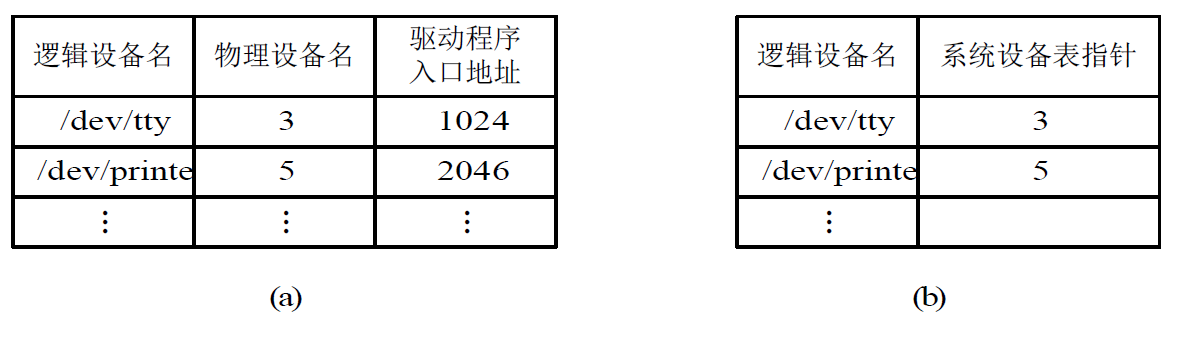 逻辑设备名 物理设备名 驱动程序
入口地址
/dev/tty 3 1024
/dev/printe 5 2046
⋮ ⋮ ⋮
(a)
逻辑设备名 系统设备表指针
/dev/tty 3
/dev/printe 5
⋮
(b)